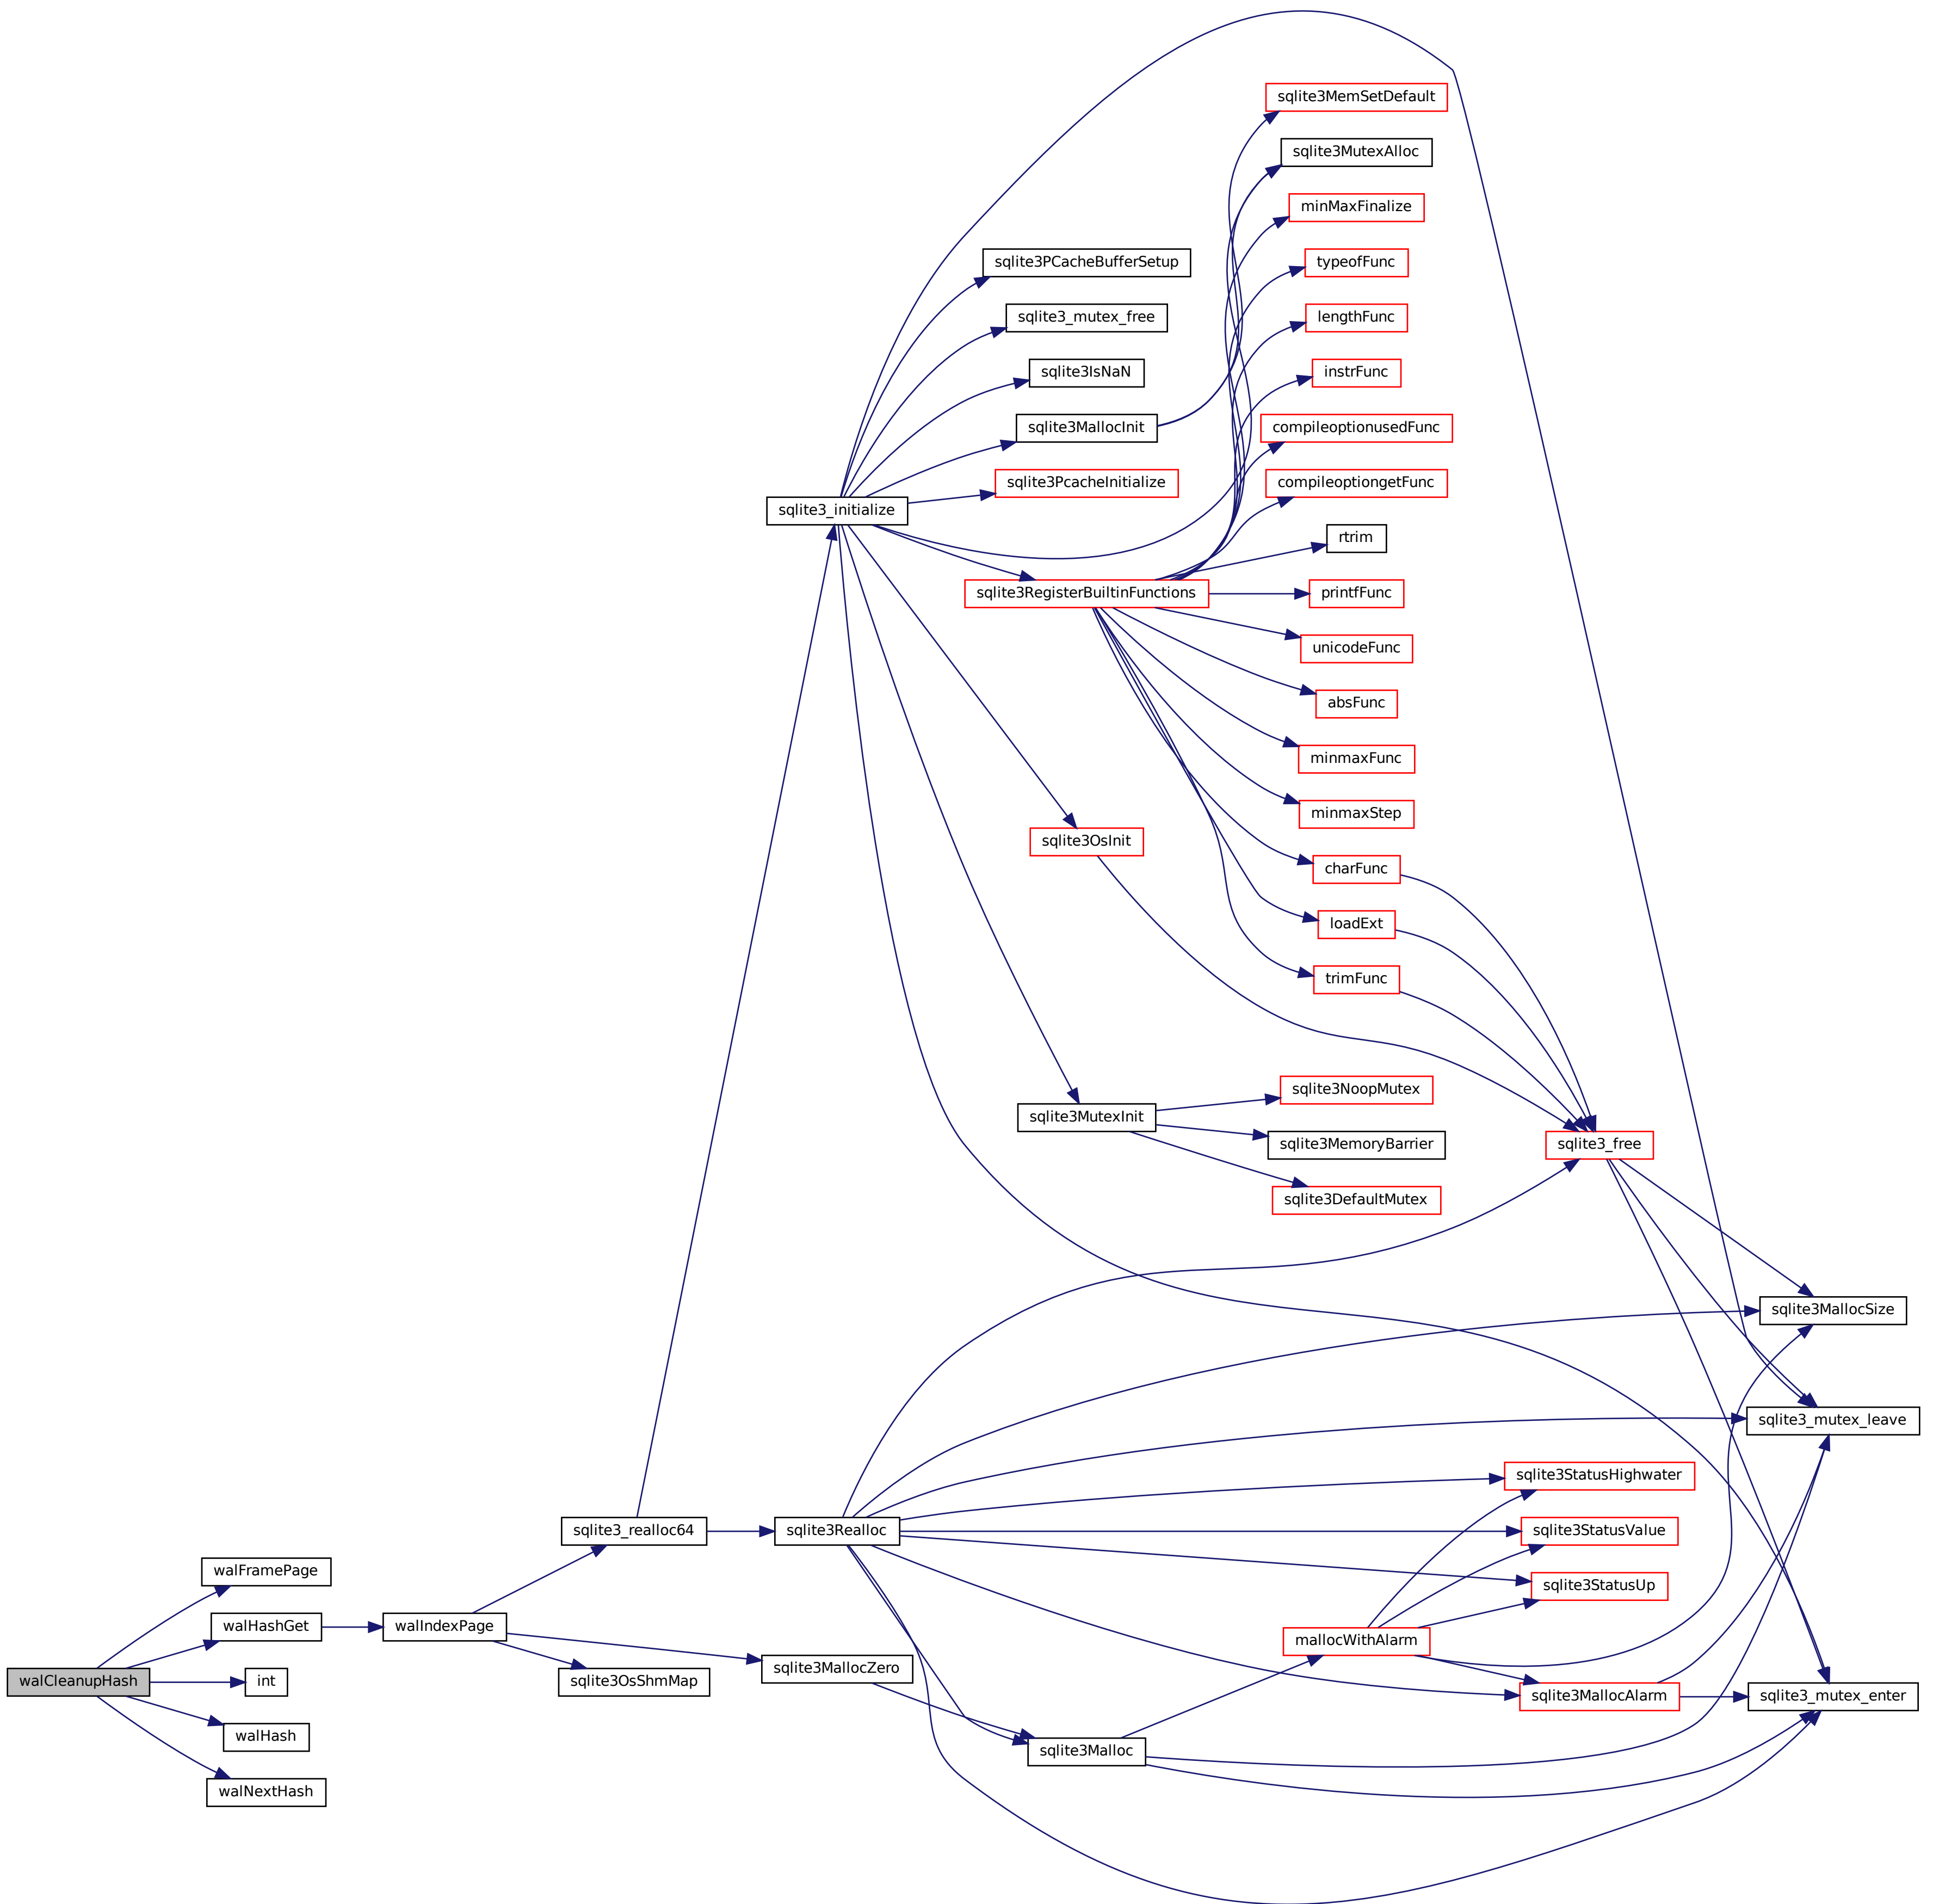 sqlite3MemSetDefault
sqlite3MutexAlloc
minMaxFinalize
sqlite3PCacheBufferSetup
typeofFunc
sqlite3_mutex_free
lengthFunc
sqlite3IsNaN
instrFunc
sqlite3MallocInit
compileoptionusedFunc
sqlite3PcacheInitialize
compileoptiongetFunc
sqlite3_initialize
rtrim
sqlite3RegisterBuiltinFunctions
printfFunc
unicodeFunc
absFunc
minmaxFunc
minmaxStep
sqlite3OsInit
charFunc
loadExt
trimFunc
sqlite3NoopMutex
sqlite3MutexInit
sqlite3MemoryBarrier
sqlite3_free
sqlite3DefaultMutex
sqlite3MallocSize
sqlite3_mutex_leave
sqlite3StatusHighwater
sqlite3_realloc64
sqlite3Realloc
sqlite3StatusValue
walFramePage
sqlite3StatusUp
walHashGet
walIndexPage
mallocWithAlarm
sqlite3MallocZero
walCleanupHash
int
sqlite3OsShmMap
sqlite3MallocAlarm
sqlite3_mutex_enter
walHash
sqlite3Malloc
walNextHash